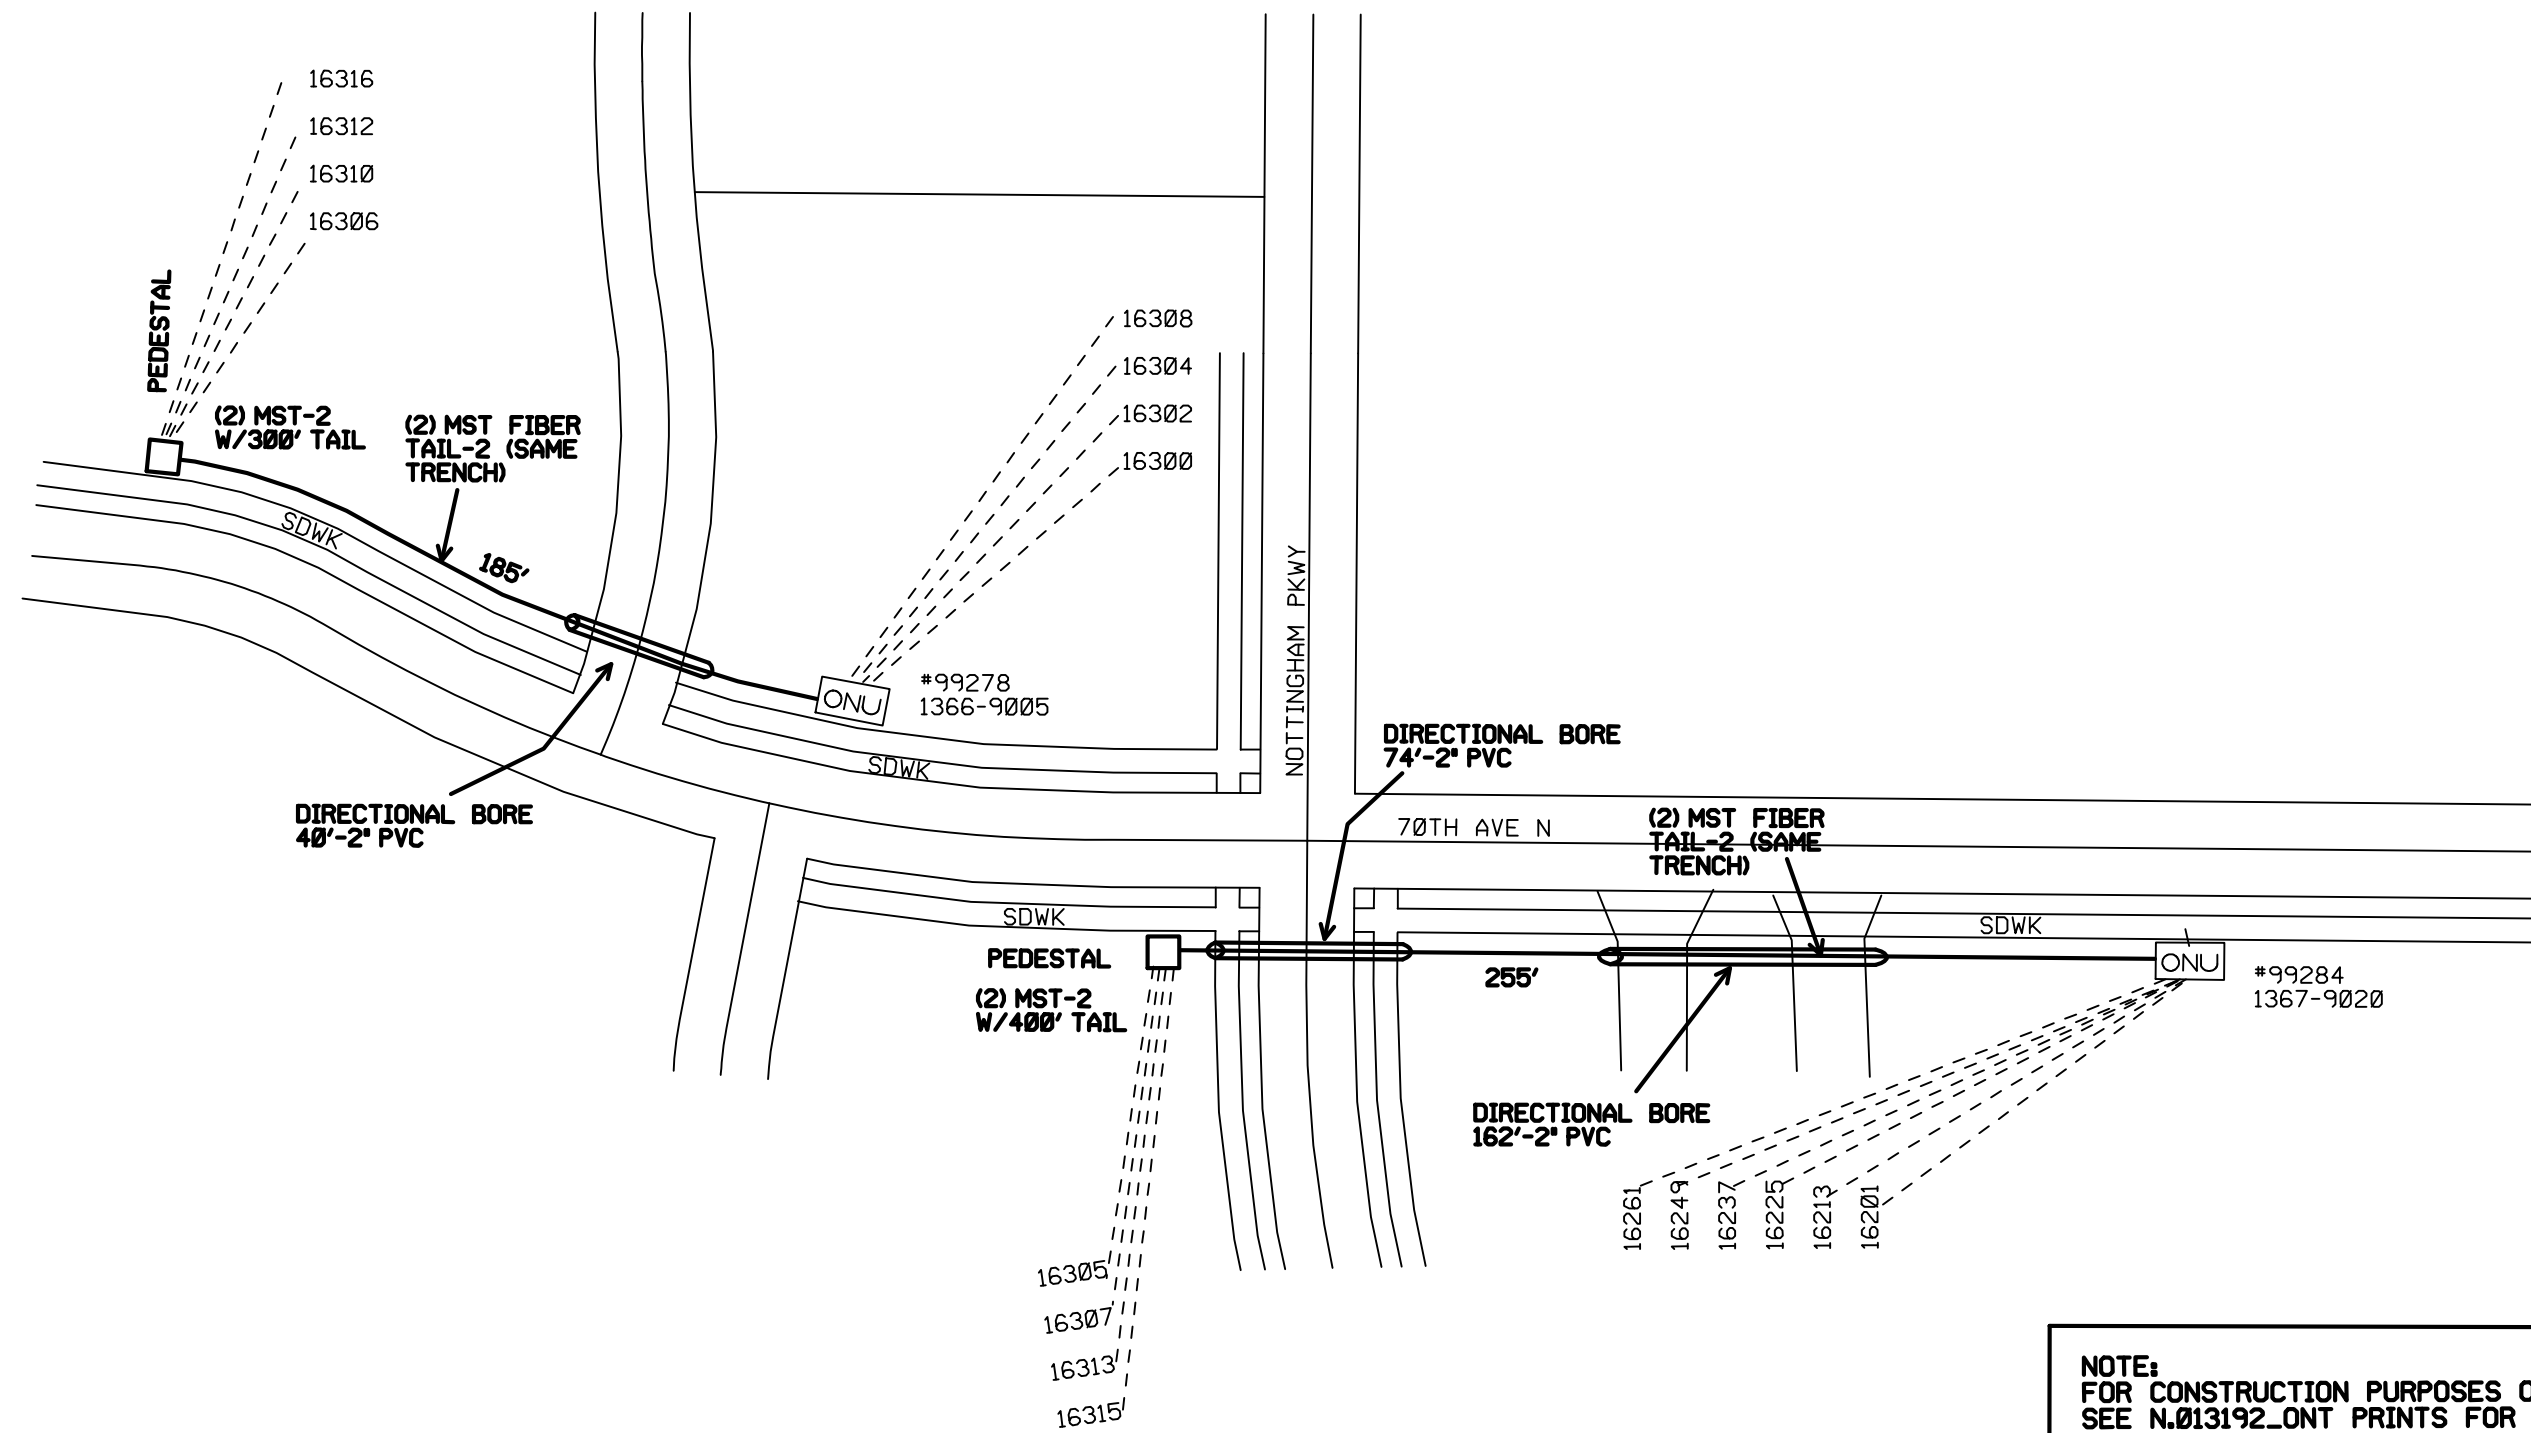 16316
16312
16310
16306
PEDESTAL
(2) MST-2
W/300' TAIL
(2) MST FIBER
TAIL-2 (SAME
TRENCH)
SDWK
185'
16308
16304
16302
16300
ONU
#99278
1366-9005
SDWK
DIRECTIONAL BORE
40'-2" PVC
NOTTINGHAM PKWY
DIRECTIONAL BORE
74'-2" PVC
70TH AVE N
(2) MST FIBER
TAIL-2 (SAME
TRENCH)
SDWK
SDWK
PEDESTAL
(2) MST-2
W/400' TAIL
255'
ONU
#99284
1367-9020
DIRECTIONAL BORE
162'-2" PVC
16261
16249
16237
16225
16213
16201
16305
16307
16313
16315
NOTE:
FOR CONSTRUCTION PURPOSES
SEE N.013192_ONT PRINTS FOR